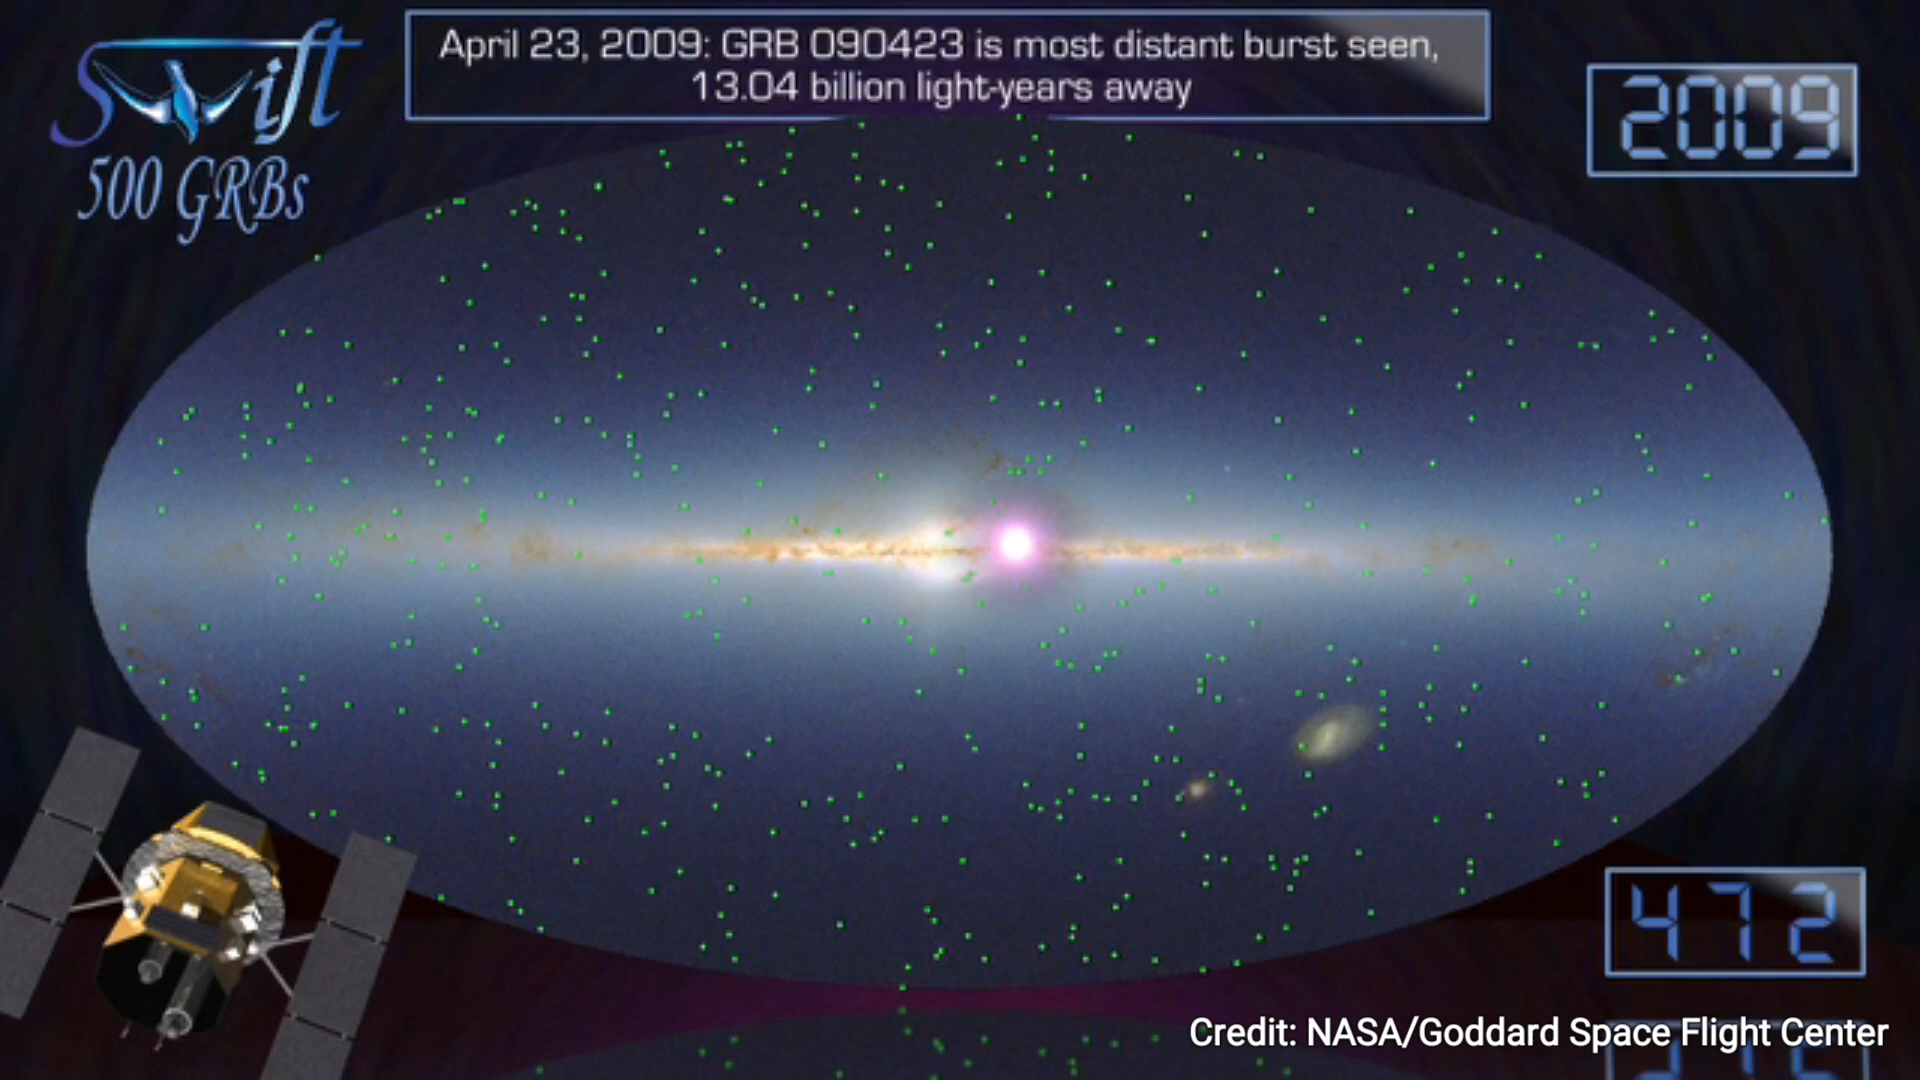 Swift
500 GRBs
April 23, 2009: GRB 090423 is most distant burst seen,
13.04 billion light-years away
2009
472
Credit: NASA/Goddard Space Flight Center